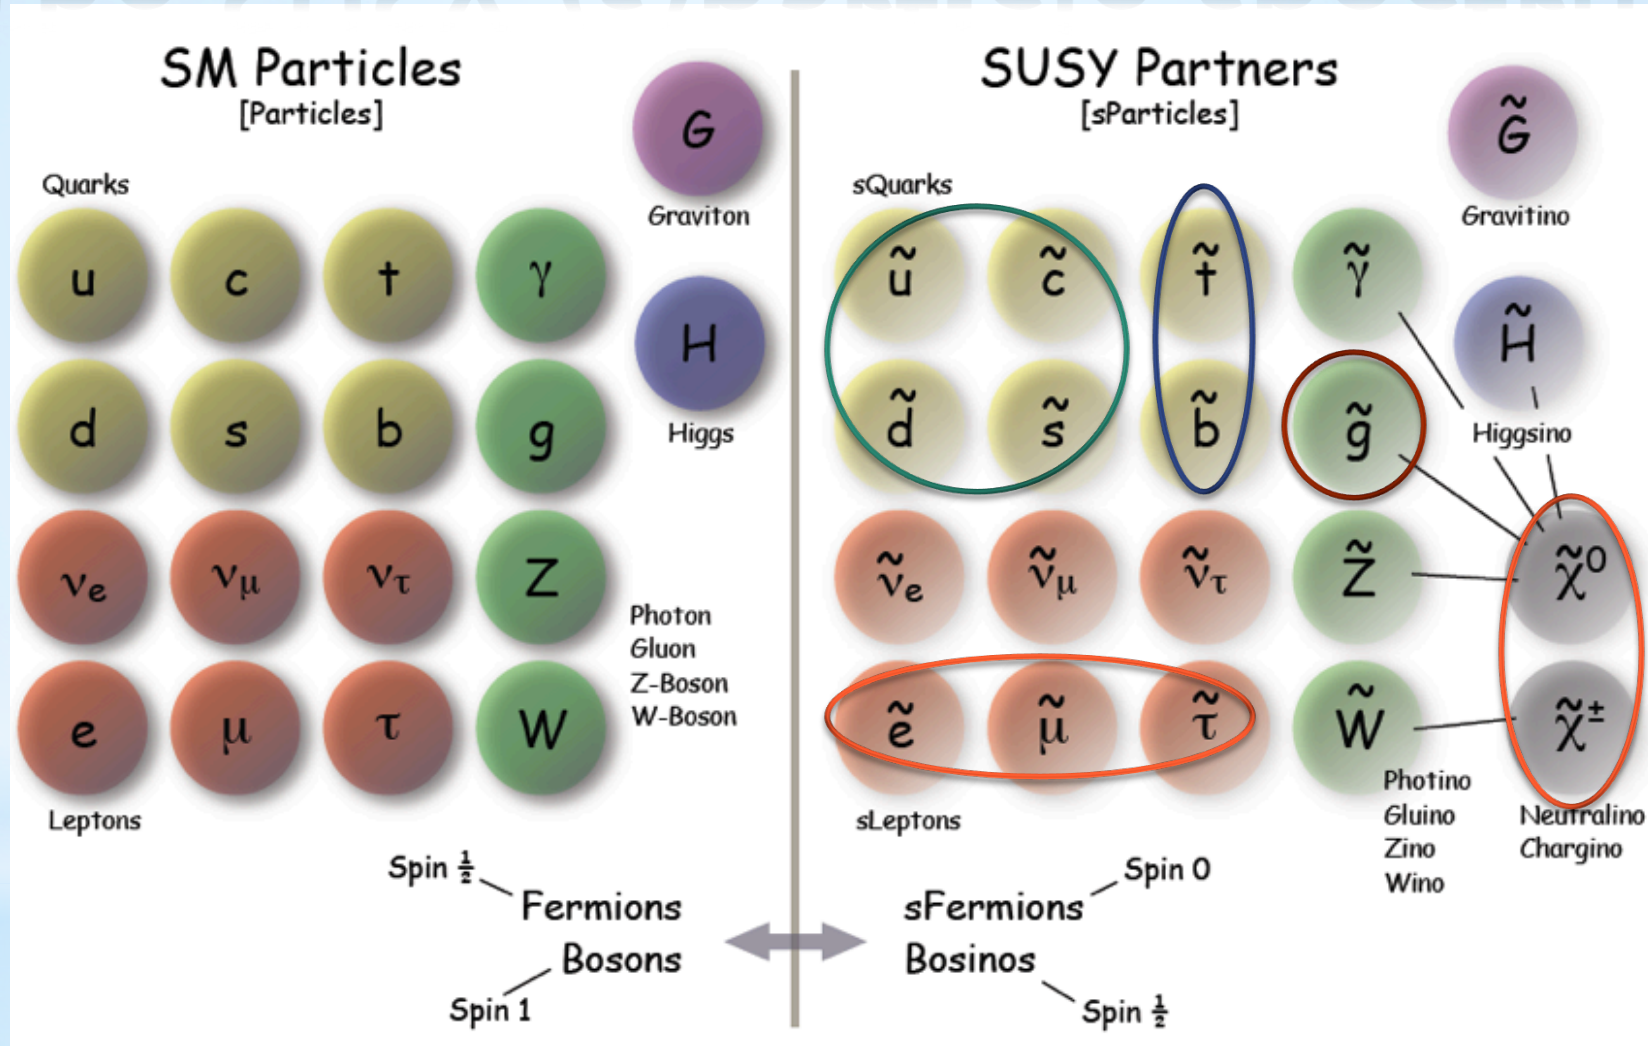 SM Particles
[Particles]
G
Graviton
Quarks
u c t γ
H
Higgs
d s b g
νe νμ ντ Z
Photon
Gluon
Z-Boson
W-Boson
e μ τ W
Leptons
Spin ½
Fermions
Bosons
Spin 1
SUSY Partners
[sParticles]
G̃
Gravitino
sQuarks
ũ c̃ t̃ γ̃
H̃
Higgsino
d̃ s̃ b̃ g̃
ν̃e ν̃μ ν̃τ Z̃ χ̃⁰
ẽ μ̃ τ̃ W̃ χ̃±
Photino
Gluino
Zino
Wino
Neutralino
Chargino
sLeptons
Spin 0
sFermions
Bosinos
Spin ½